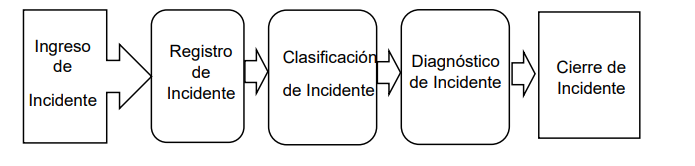 Ingreso
de
Incidente
Registro
de
Incidente
Clasificación
de Incidente
Diagnóstico
de Incidente
Cierre de
Incidente